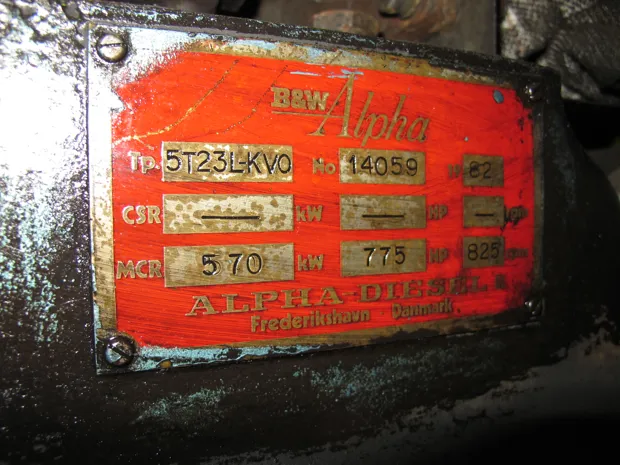 B&W Alpha
Tp. 5T23L-KVO No 14059 82
CSR — kW — HP —
MCR 570 kW 775 HP 825
ALPHA-DIESEL
Frederikshavn Danmark